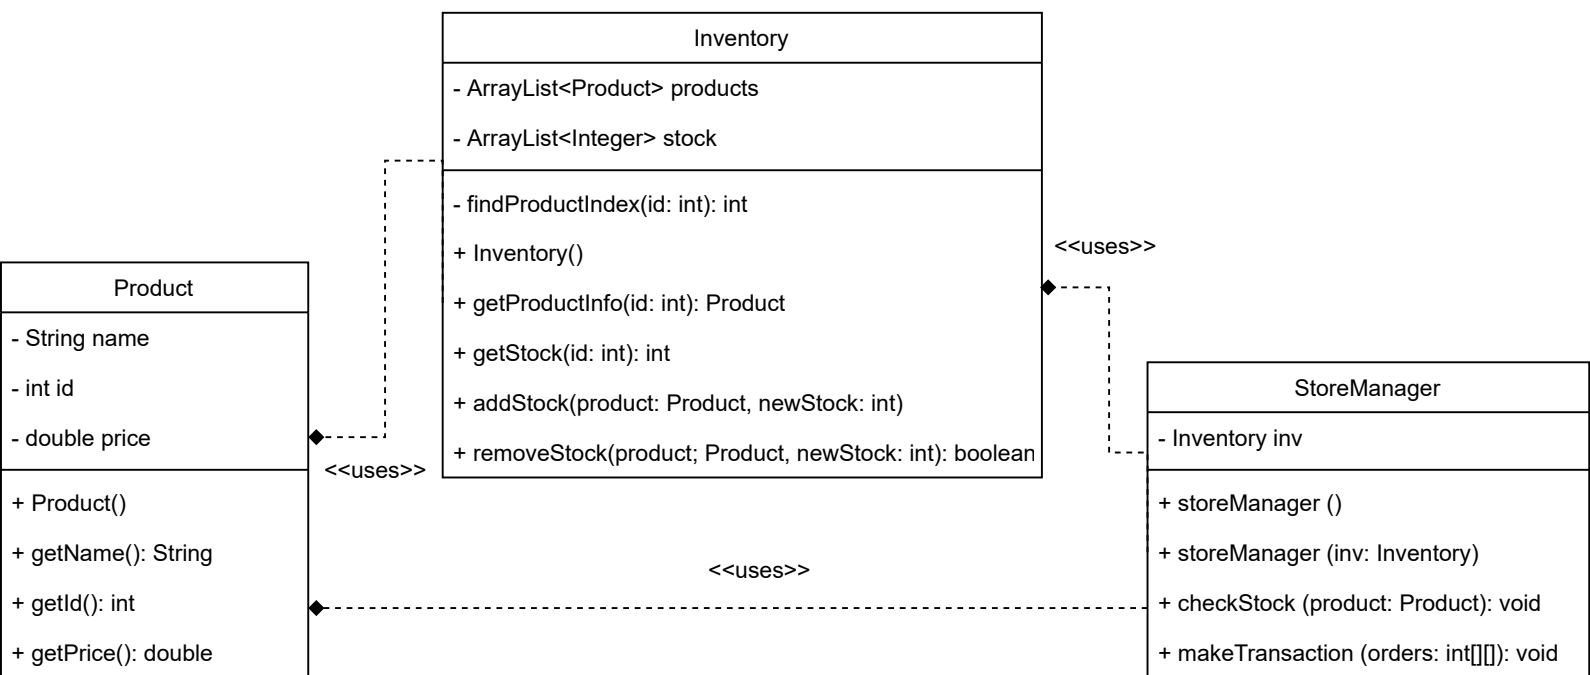 Inventory
- ArrayList<Product> products
- ArrayList<Integer> stock
- findProductIndex(id: int): int
+ Inventory()
+ getProductInfo(id: int): Product
+ getStock(id: int): int
+ addStock(product: Product, newStock: int)
+ removeStock(product; Product, newStock: int): boolean
<<uses>>
Product
- String name
- int id
- double price
+ Product()
+ getName(): String
+ getId(): int
+ getPrice(): double
<<uses>>
<<uses>>
StoreManager
- Inventory inv
+ storeManager ()
+ storeManager (inv: Inventory)
+ checkStock (product: Product): void
+ makeTransaction (orders: int[][]): void